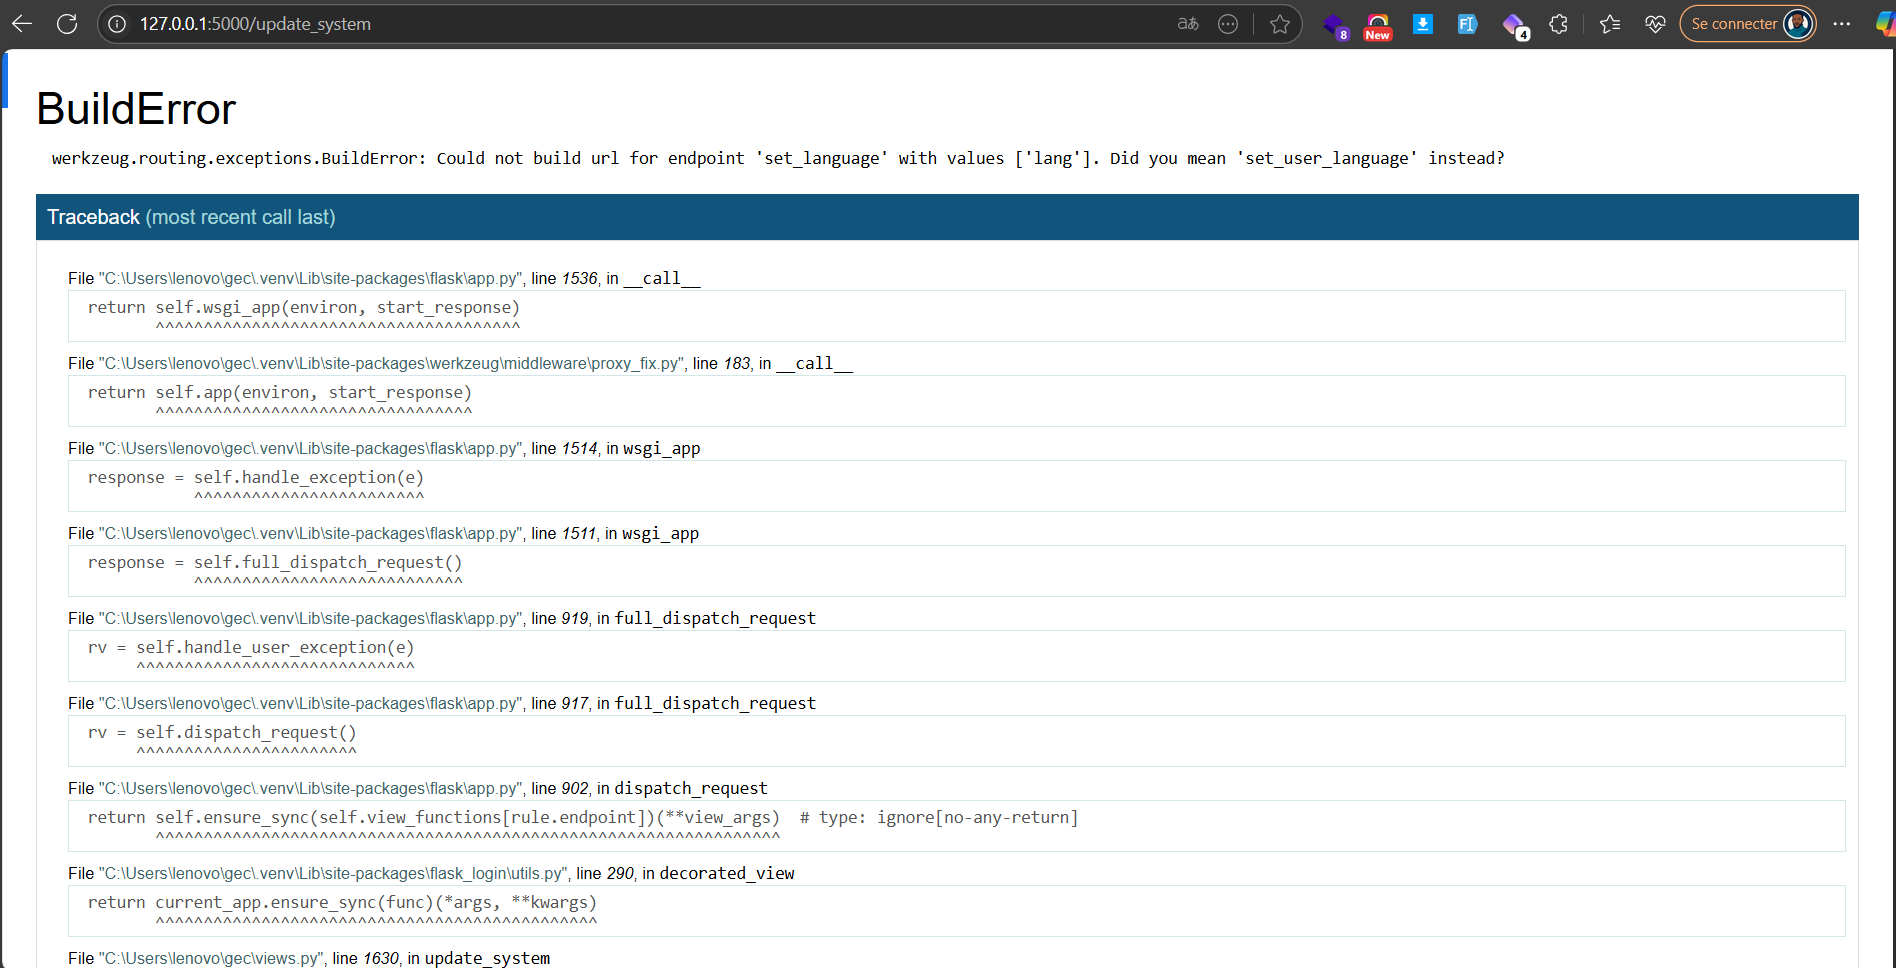 127.0.0.1:5000/update_system
aあ
8
New
4
Se connecter
BuildError
werkzeug.routing.exceptions.BuildError: Could not build url for endpoint 'set_language' with values ['lang']. Did you mean 'set_user_language' instead?
Traceback (most recent call last)
File "C:\Users\lenovo\gec\.venv\Lib\site-packages\flask\app.py", line 1536, in __call__
return self.wsgi_app(environ, start_response)
^^^^^^^^^^^^^^^^^^^^^^^^^^^^^^^^^^^^^^
File "C:\Users\lenovo\gec\.venv\Lib\site-packages\werkzeug\middleware\proxy_fix.py", line 183, in __call__
return self.app(environ, start_response)
^^^^^^^^^^^^^^^^^^^^^^^^^^^^^^^^^
File "C:\Users\lenovo\gec\.venv\Lib\site-packages\flask\app.py", line 1514, in wsgi_app
response = self.handle_exception(e)
^^^^^^^^^^^^^^^^^^^^^^^^
File "C:\Users\lenovo\gec\.venv\Lib\site-packages\flask\app.py", line 1511, in wsgi_app
response = self.full_dispatch_request()
^^^^^^^^^^^^^^^^^^^^^^^^^^^^
File "C:\Users\lenovo\gec\.venv\Lib\site-packages\flask\app.py", line 919, in full_dispatch_request
rv = self.handle_user_exception(e)
^^^^^^^^^^^^^^^^^^^^^^^^^^^^^
File "C:\Users\lenovo\gec\.venv\Lib\site-packages\flask\app.py", line 917, in full_dispatch_request
rv = self.dispatch_request()
^^^^^^^^^^^^^^^^^^^^^^^
File "C:\Users\lenovo\gec\.venv\Lib\site-packages\flask\app.py", line 902, in dispatch_request
return self.ensure_sync(self.view_functions[rule.endpoint])(**view_args)  # type: ignore[no-any-return]
^^^^^^^^^^^^^^^^^^^^^^^^^^^^^^^^^^^^^^^^^^^^^^^^^^^^^^^^^^^^^^^^^
File "C:\Users\lenovo\gec\.venv\Lib\site-packages\flask_login\utils.py", line 290, in decorated_view
return current_app.ensure_sync(func)(*args, **kwargs)
^^^^^^^^^^^^^^^^^^^^^^^^^^^^^^^^^^^^^^^^^^^^^^
File "C:\Users\lenovo\gec\views.py", line 1630, in update_system